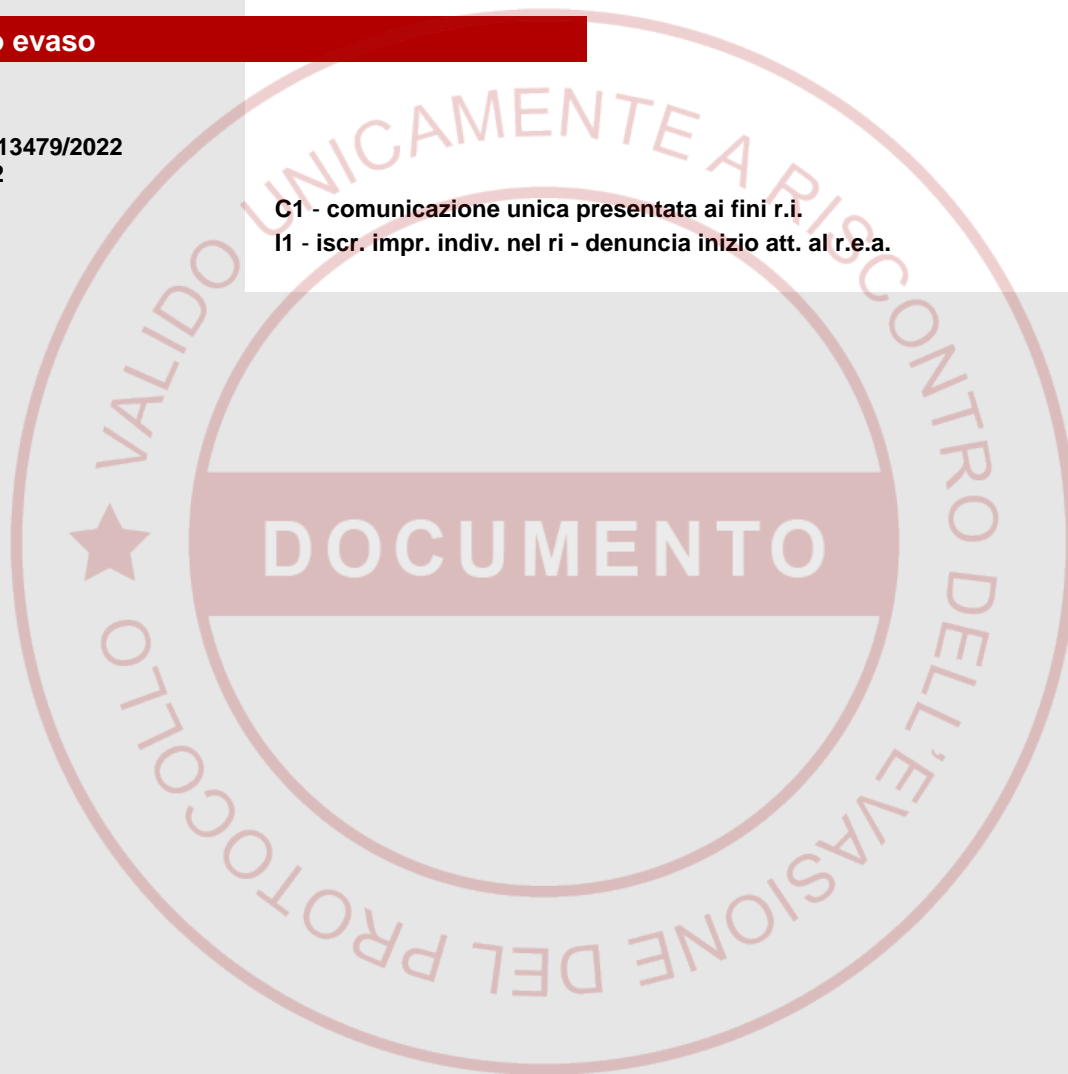 o evaso
13479/2022
2
C1 - comunicazione unica presentata ai fini r.i.
I1 - iscr. impr. indiv. nel ri - denuncia inizio att. al r.e.a.
VALIDO UNICAMENTE A RISCONTRO DELL'EVASIONE DEL PROTOCOLLO
DOCUMENTO